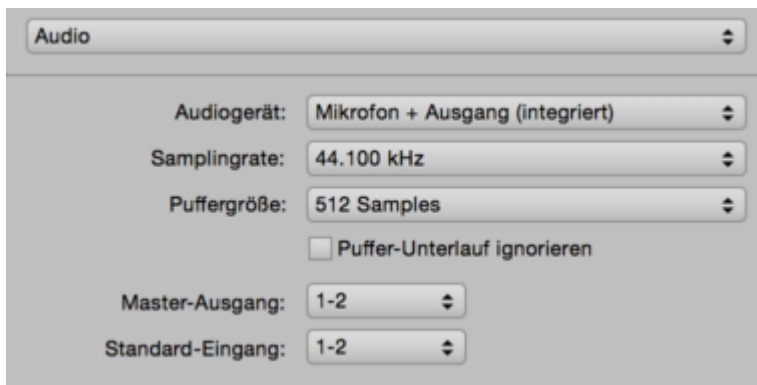 Audio
Audiogerät: Mikrofon + Ausgang (integriert)
Samplingrate: 44.100 kHz
Puffergröße: 512 Samples
Puffer-Unterlauf ignorieren
Master-Ausgang: 1-2
Standard-Eingang: 1-2